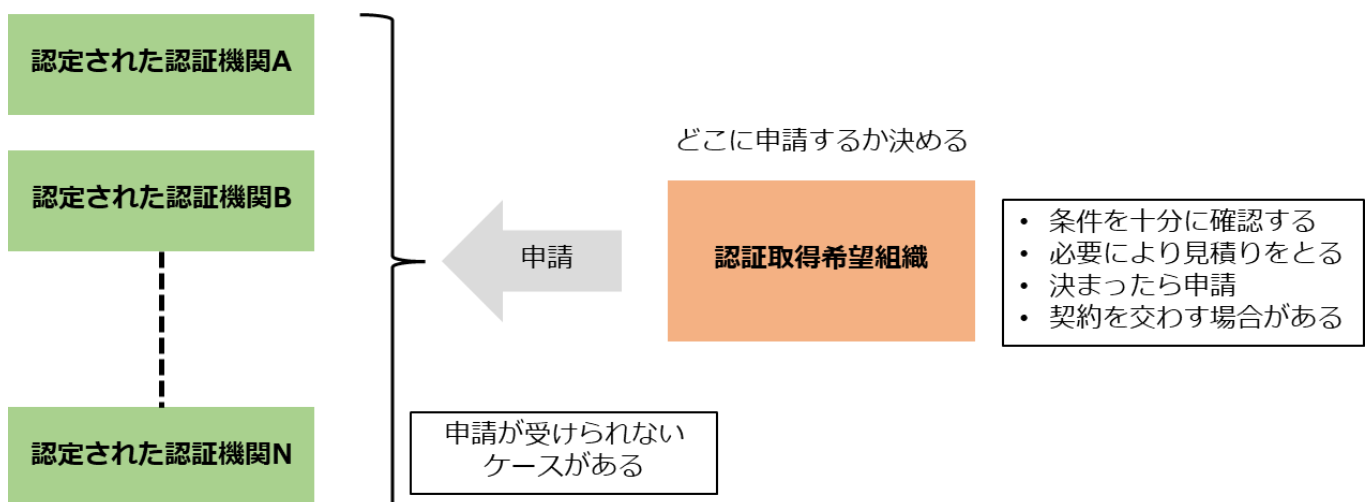 認定された認証機関A
認定された認証機関B
認定された認証機関N
申請
申請が受けられない
ケースがある
どこに申請するか決める
認証取得希望組織
• 条件を十分に確認する
• 必要により見積りをとる
• 決まったら申請
• 契約を交わす場合がある